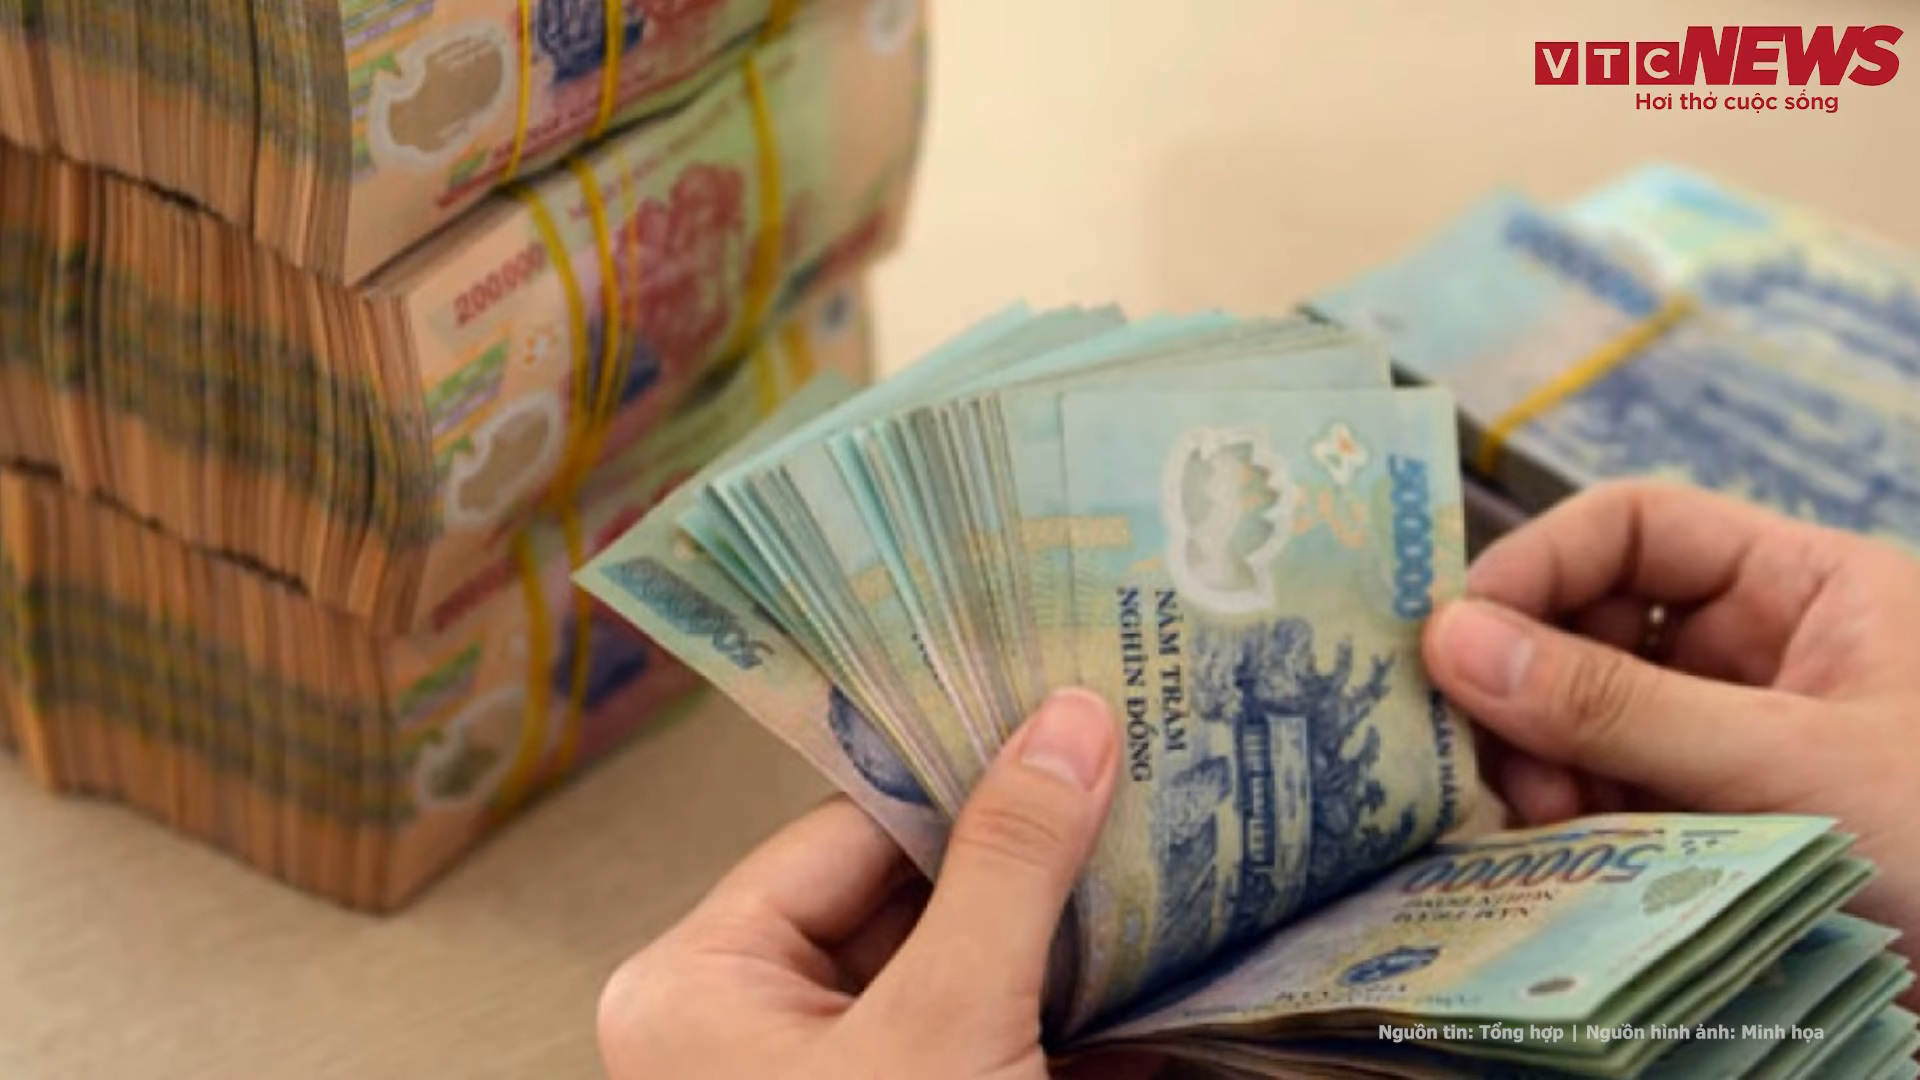 VTC NEWS
Hơi thở cuộc sống
200000
500000
NĂM TRĂM
NGHÌN ĐỒNG
500000
Nguồn tin: Tổng hợp | Nguồn hình ảnh: Minh họa